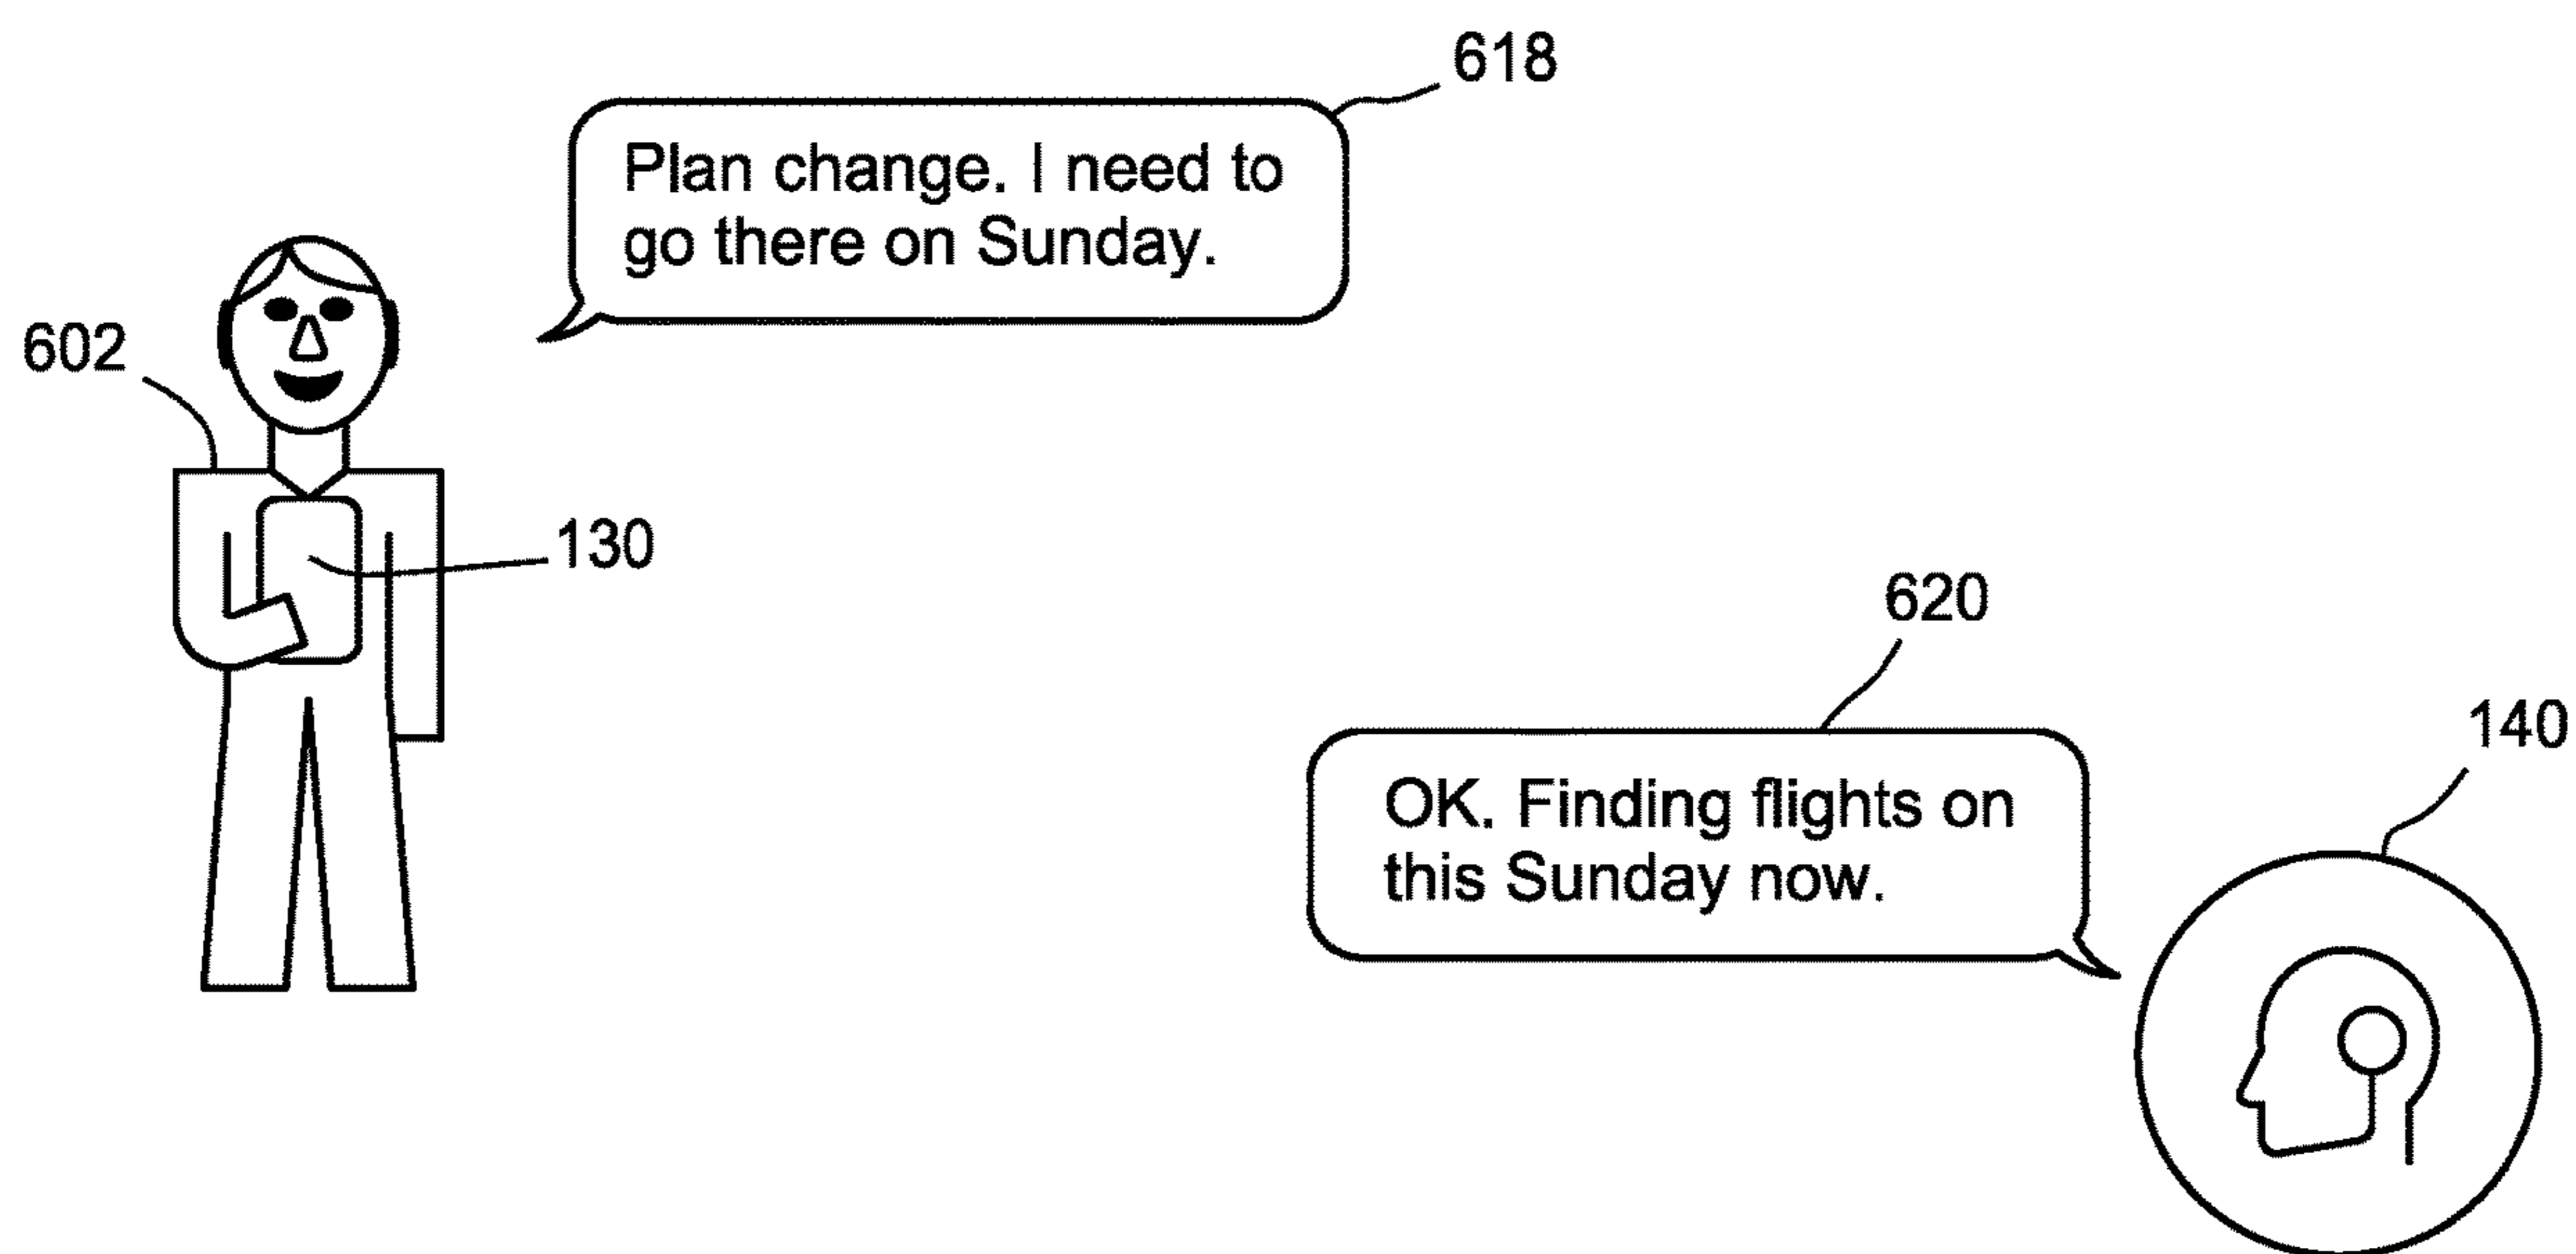 618
Plan change. I need to
go there on Sunday.
602
130
620
140
OK. Finding flights on
this Sunday now.